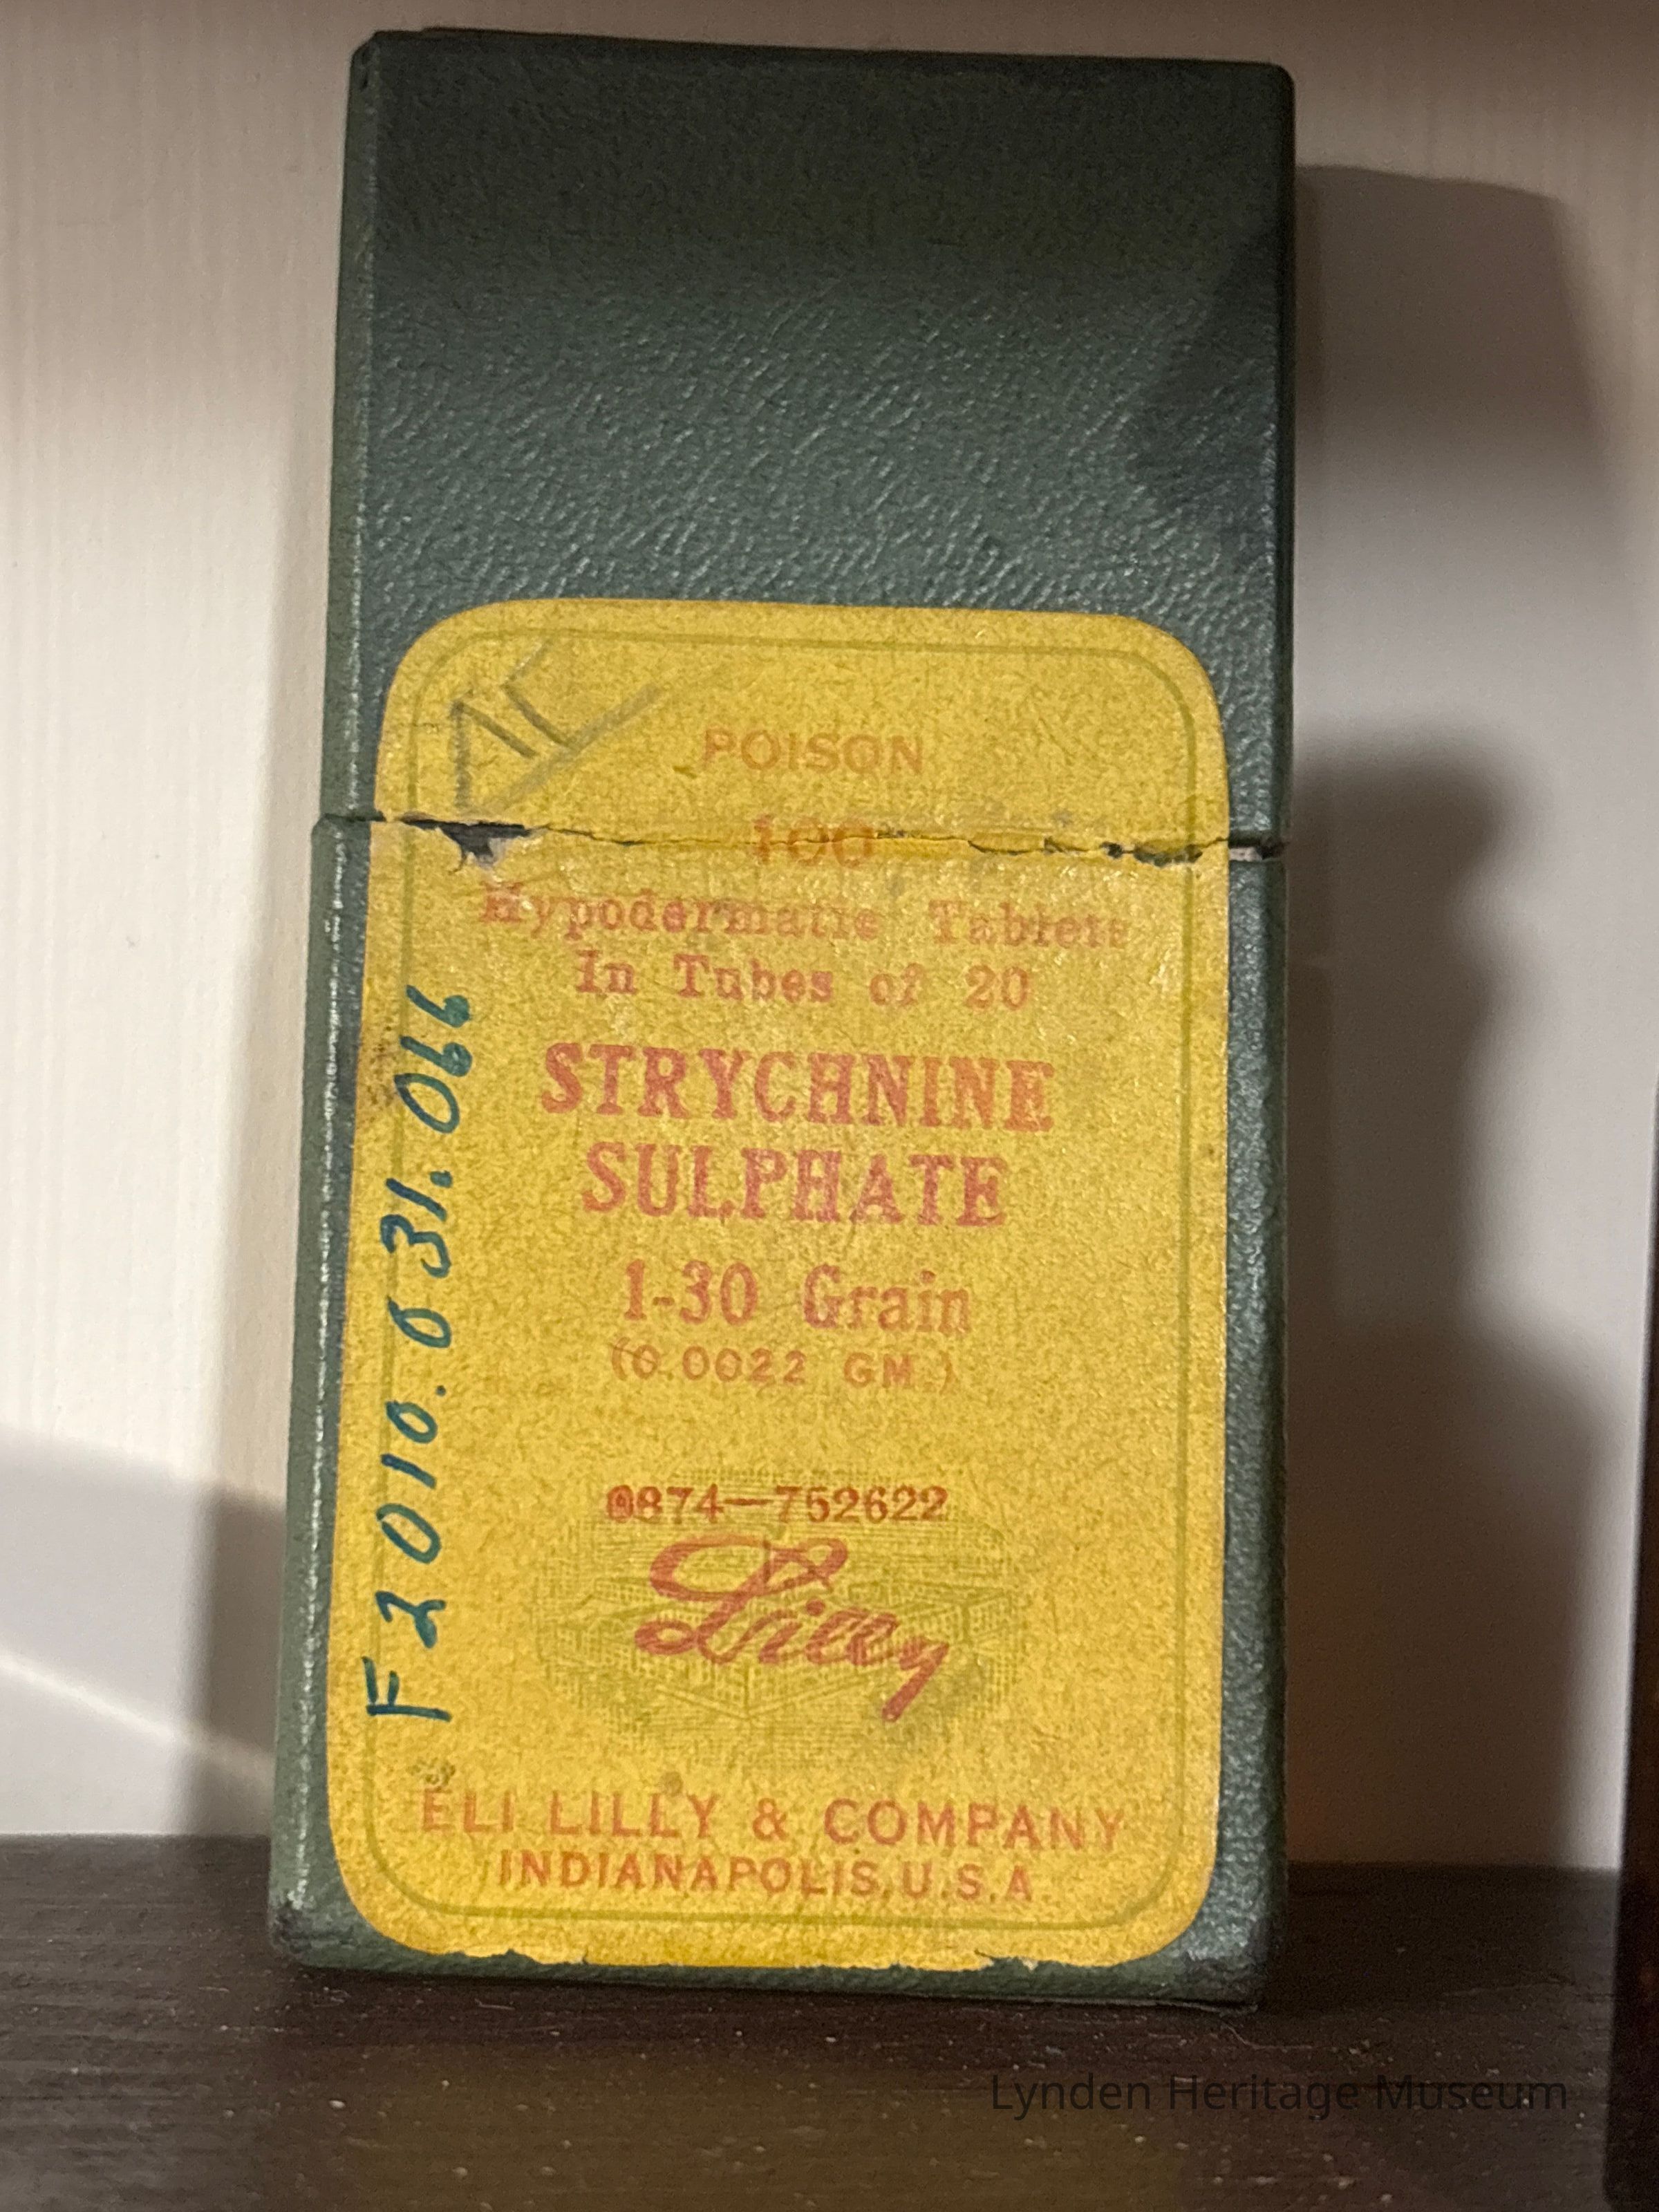 POISON
100
Hypodermatic Tablets
In Tubes of 20
STRYCHNINE
SULPHATE
1-30 Grain
(0.0022 GM.)
0874—752622
Lilly
ELI LILLY & COMPANY
INDIANAPOLIS, U.S.A.
F2010.031.066
Lynden Heritage Museum